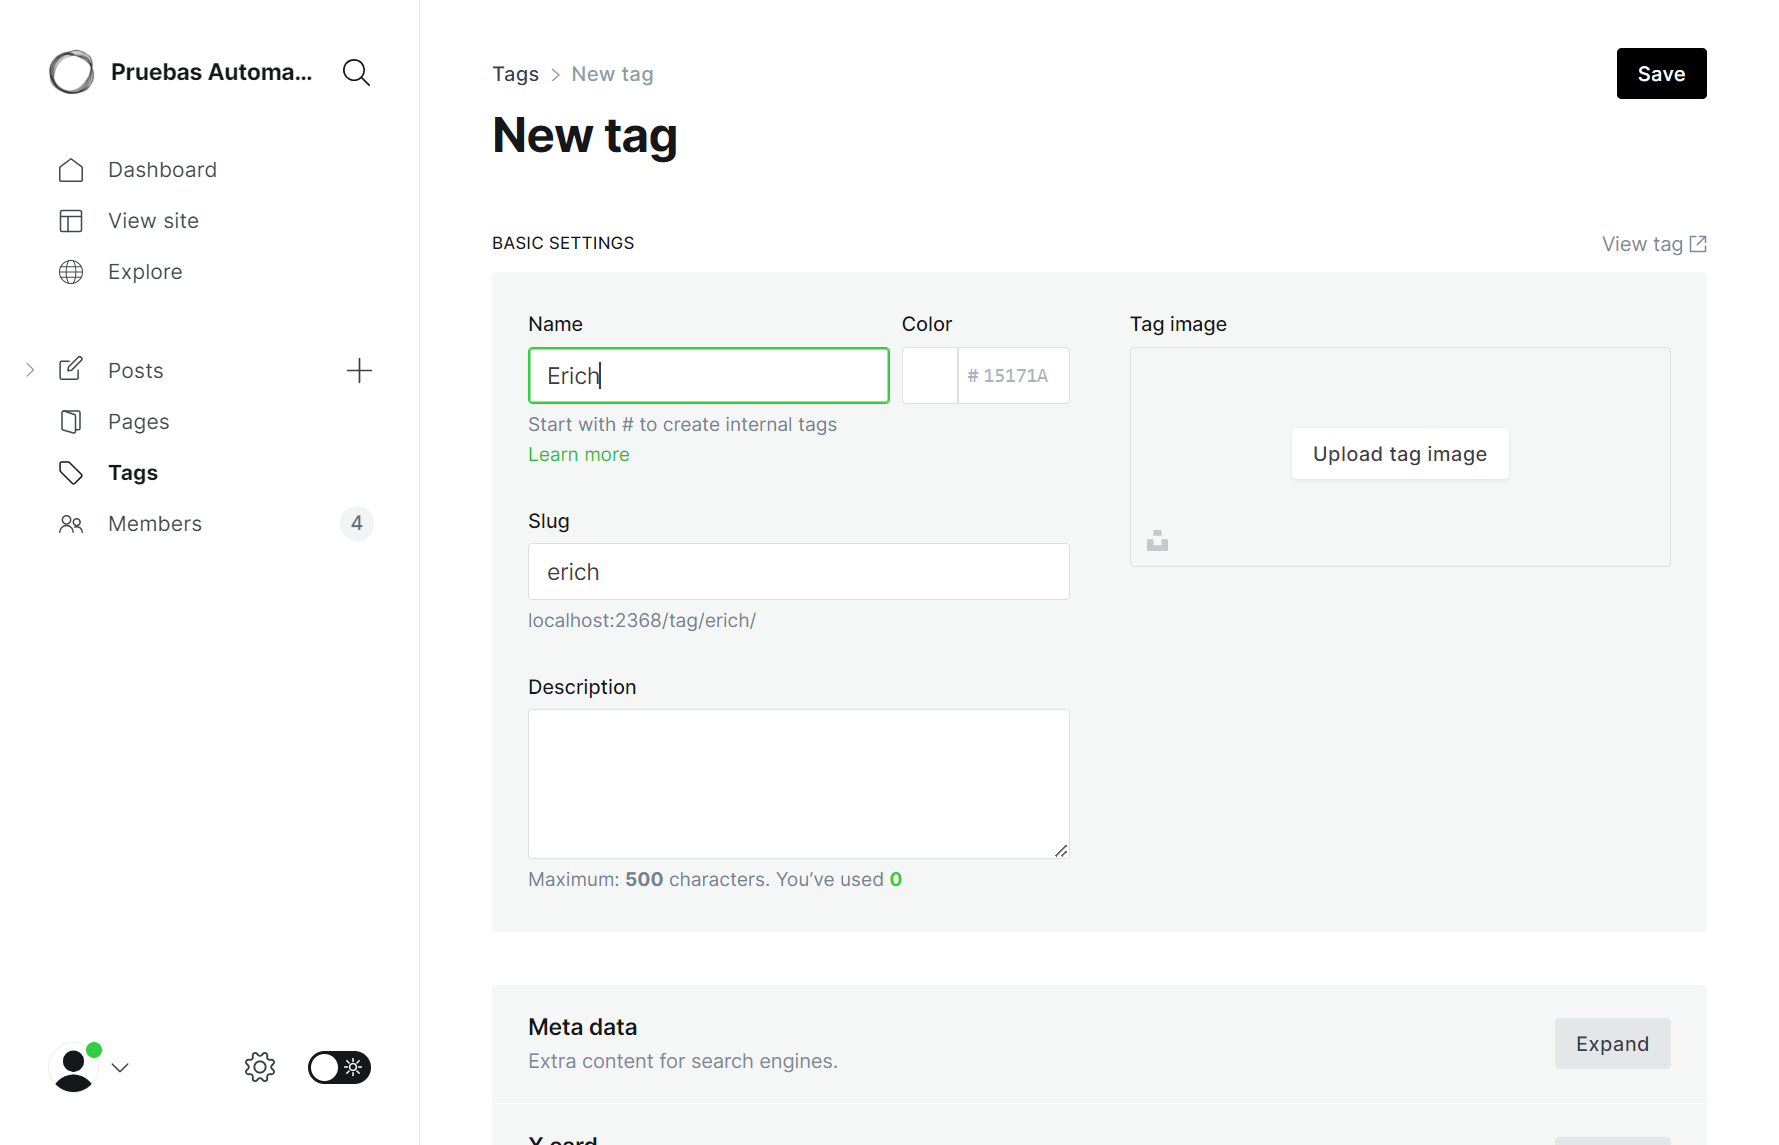 Pruebas Automa...
Dashboard
View site
Explore
Posts
Pages
Tags
Members
4
Tags > New tag
Save
New tag
BASIC SETTINGS
View tag
Name
Erich
Start with # to create internal tags
Learn more
Color
# 15171A
Tag image
Upload tag image
Slug
erich
localhost:2368/tag/erich/
Description
Maximum: 500 characters. You’ve used 0
Meta data
Extra content for search engines.
Expand
X card